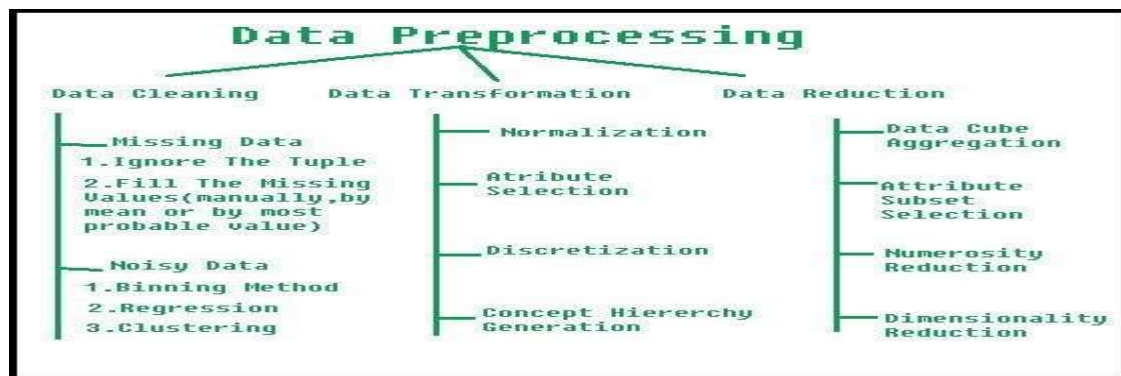 Data Preprocessing
Data Cleaning
Missing Data
1.Ignore The Tuple
2.Fill The Missing
Values(manually,by
mean or by most
probable value)
Noisy Data
1.Binning Method
2.Regression
3.Clustering
Data Transformation
Normalization
Atribute
Selection
Discretization
Concept Hiererchy
Generation
Data Reduction
Data Cube
Aggregation
Attribute
Subset
Selection
Numerosity
Reduction
Dimensionality
Reduction